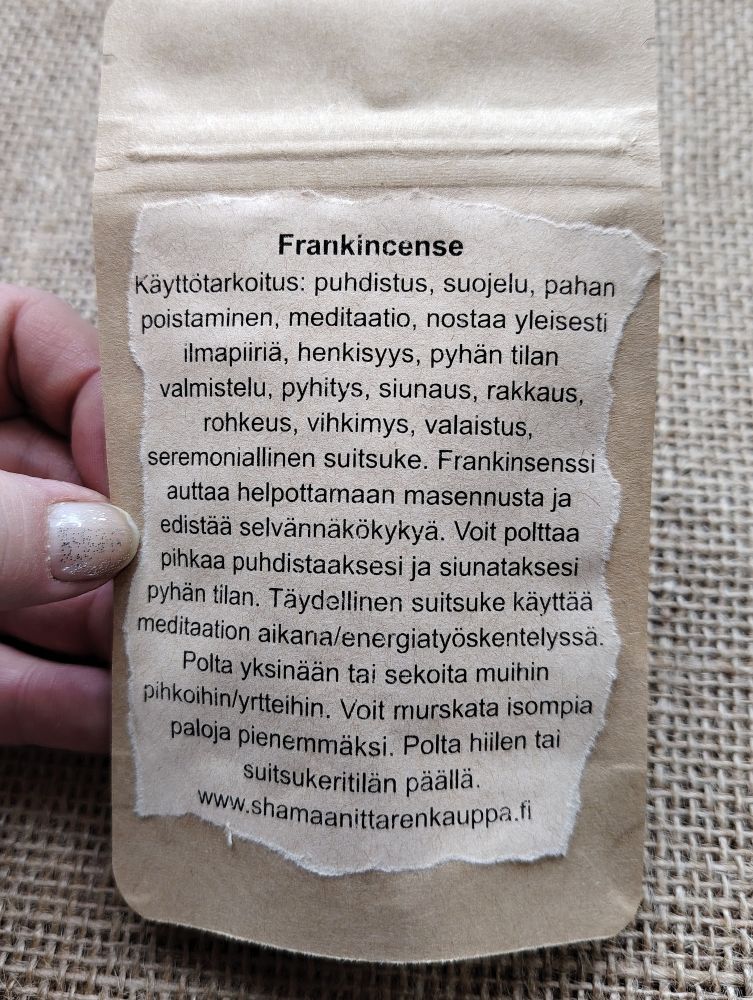 Frankincense
Käyttötarkoitus: puhdistus, suojelu, pahan
poistaminen, meditaatio, nostaa yleisesti
ilmapiiriä, henkisyys, pyhän tilan
valmistelu, pyhitys, siunaus, rakkaus,
rohkeus, vihkimys, valaistus,
seremoniallinen suitsuke. Frankinsenssi
auttaa helpottamaan masennusta ja
edistää selvännäkökykyä. Voit polttaa
pihkaa puhdistaaksesi ja siunataksesi
pyhän tilan. Täydellinen suitsuke käyttää
meditaation aikana/energiatyöskentelyssä.
Polta yksinään tai sekoita muihin
pihkoihin/yrtteihin. Voit murskata isompia
paloja pienemmäksi. Polta hiilen tai
suitsukeritilän päällä.
www.shamaanittarenkauppa.fi